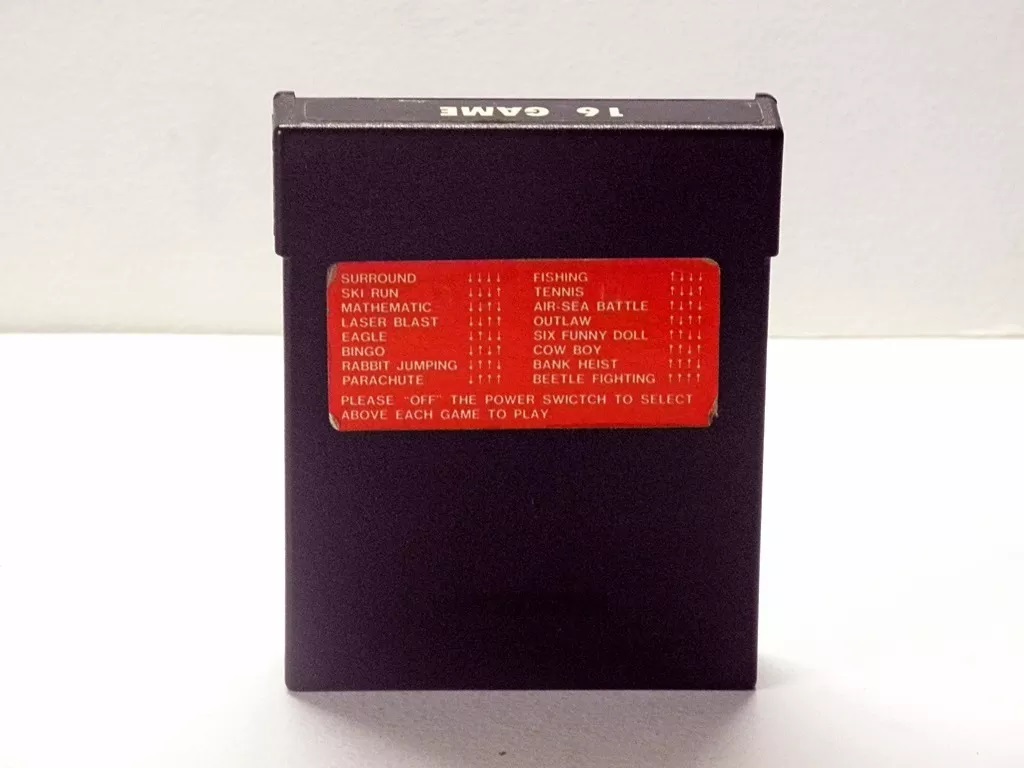 16 GAME
SURROUND ↓↓↓↓ FISHING ↑↓↓↓
SKI RUN ↓↓↓↑ TENNIS ↑↓↓↑
MATHEMATIC ↓↓↑↓ AIR-SEA BATTLE ↑↓↑↓
LASER BLAST ↓↓↑↑ OUTLAW ↑↓↑↑
EAGLE ↓↑↓↓ SIX FUNNY DOLL ↑↑↓↓
BINGO ↓↑↓↑ COW BOY ↑↑↓↑
RABBIT JUMPING ↓↑↑↓ BANK HEIST ↑↑↑↓
PARACHUTE ↓↑↑↑ BEETLE FIGHTING ↑↑↑↑
PLEASE "OFF" THE POWER SWICTCH TO SELECT
ABOVE EACH GAME TO PLAY.